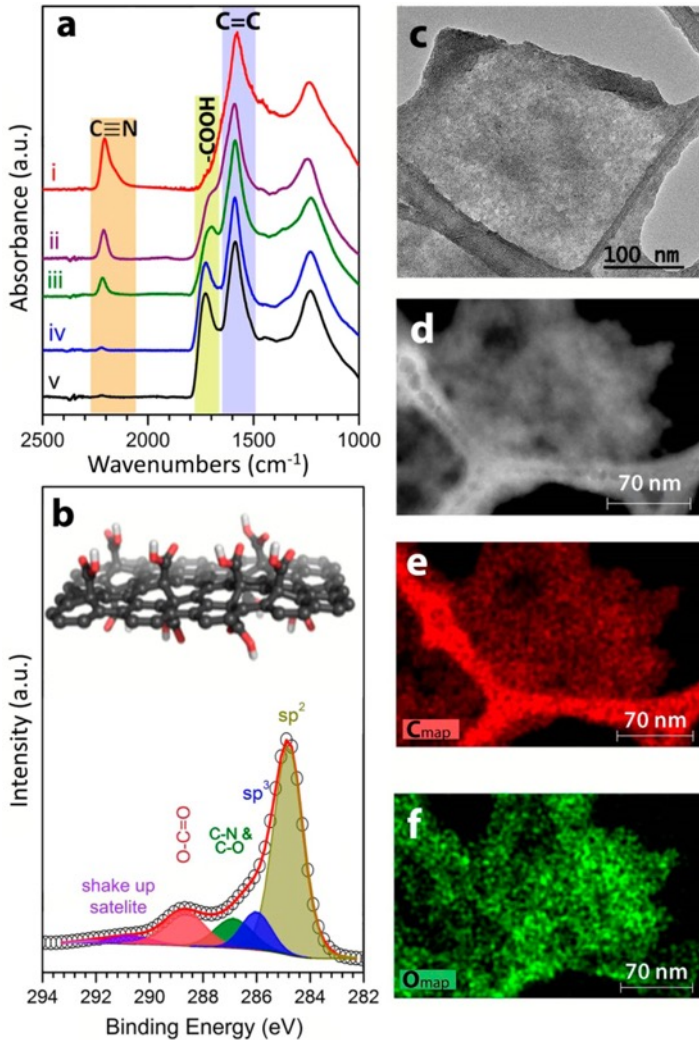 a
C=C
C≡N
-COOH
i
ii
iii
iv
v
Absorbance (a.u.)
2500 2000 1500 1000
Wavenumbers (cm⁻¹)
b
sp²
sp³
C-N &
C-O
O-C=O
shake up
satelite
Intensity (a.u.)
294 292 290 288 286 284 282
Binding Energy (eV)
c
100 nm
d
70 nm
e
Cmap
70 nm
f
Omap
70 nm